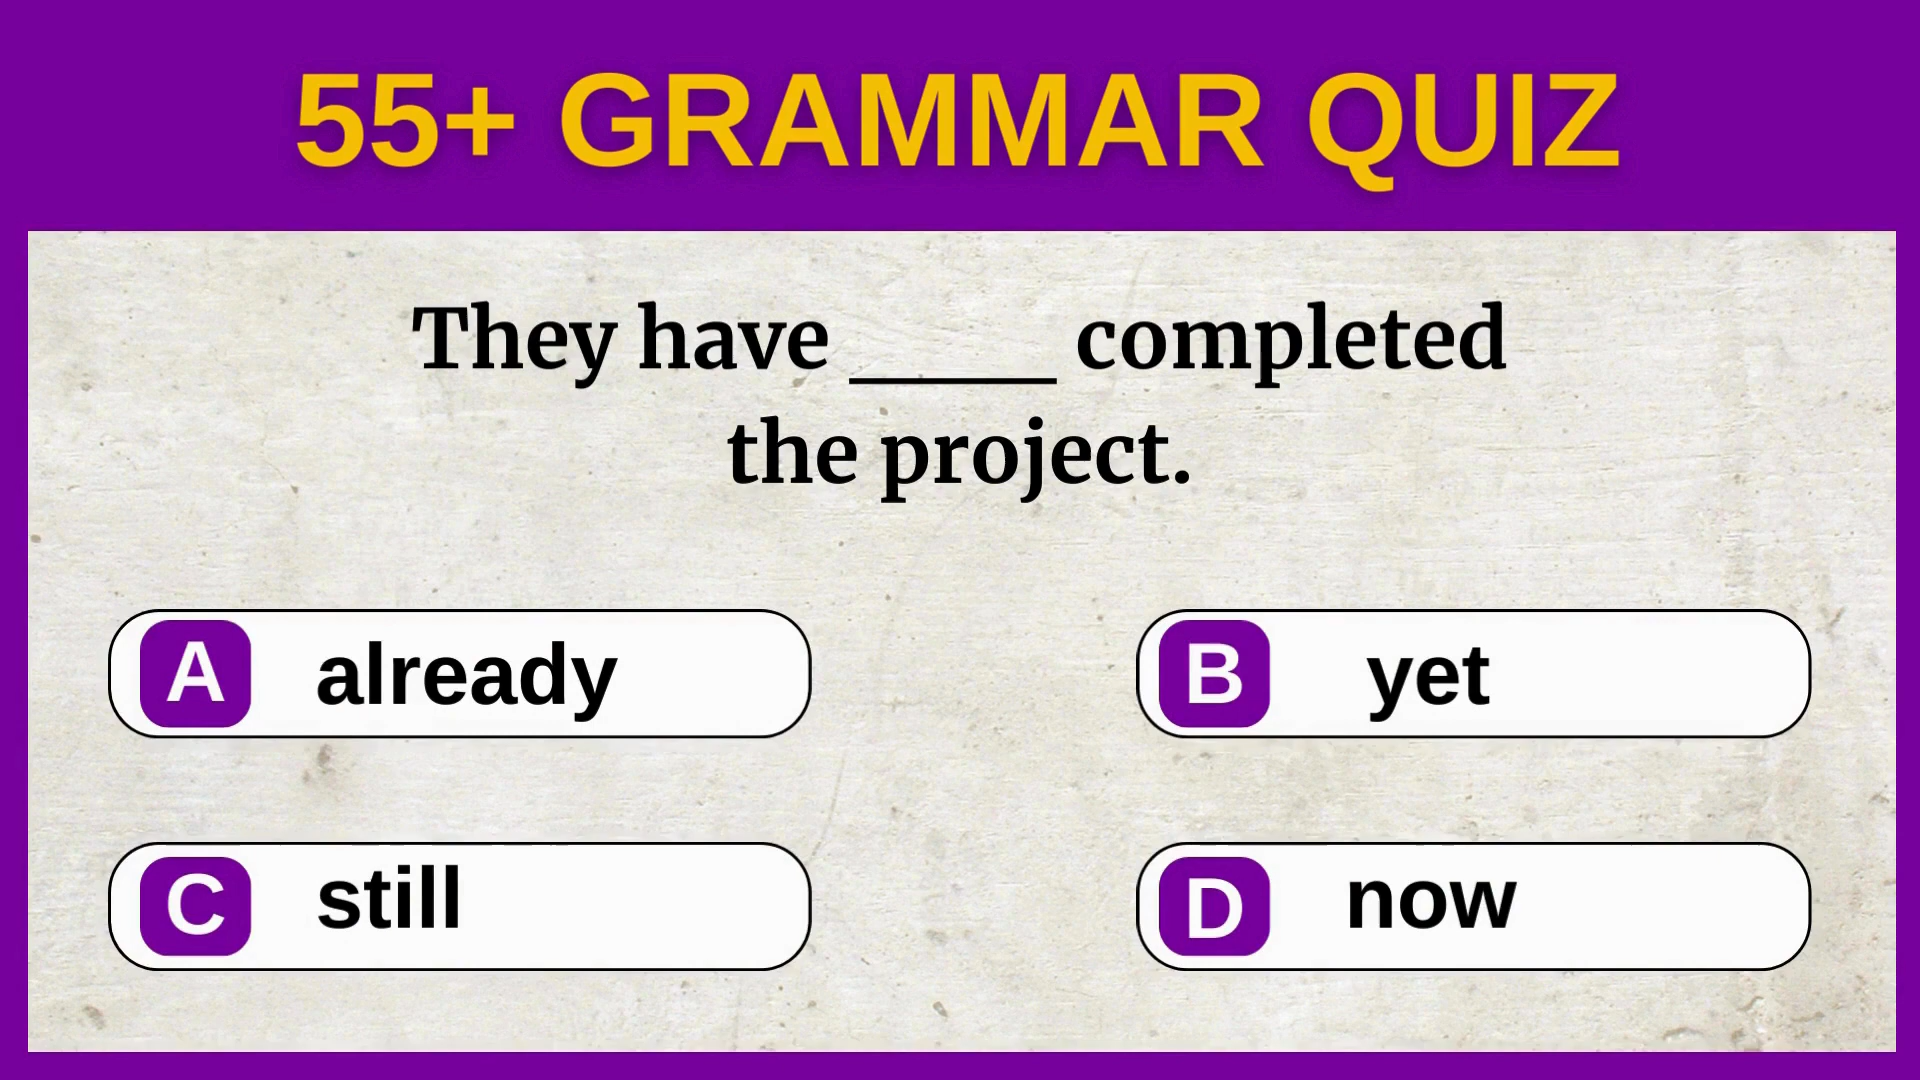 55+ GRAMMAR QUIZ
They have _____ completed
the project.
A already
B yet
C still
D now